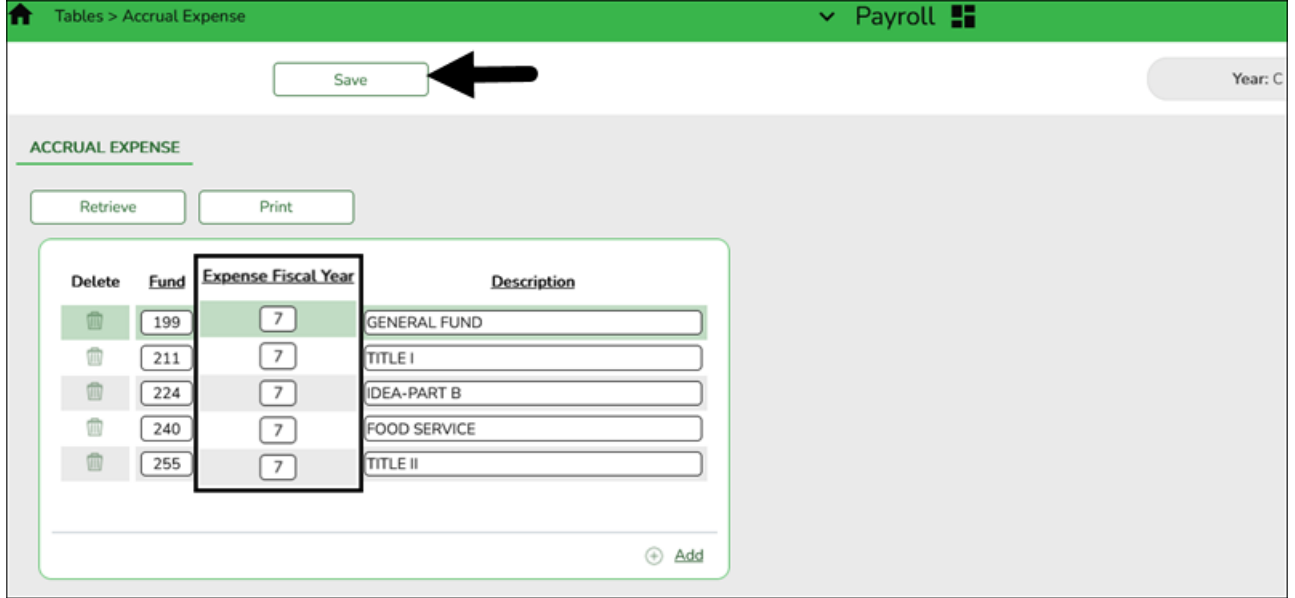 Tables > Accrual Expense
Payroll
Save
Year: C
ACCRUAL EXPENSE
Retrieve Print
Delete Fund Expense Fiscal Year Description
199 7 GENERAL FUND
211 7 TITLE I
224 7 IDEA-PART B
240 7 FOOD SERVICE
255 7 TITLE II
Add